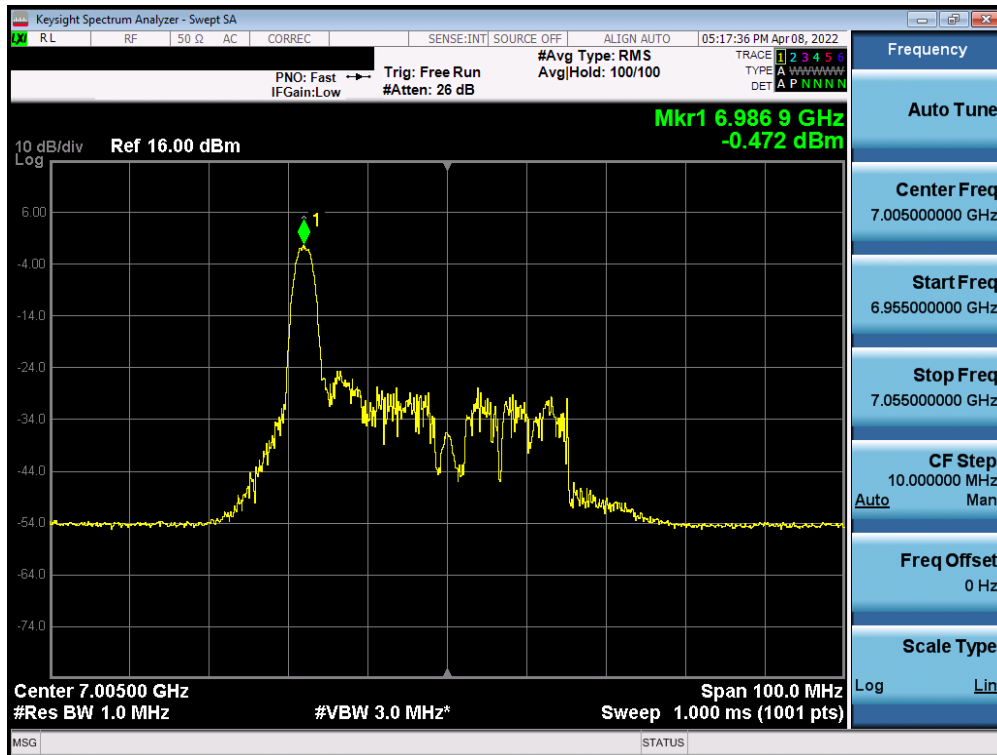 Keysight Spectrum Analyzer - Swept SA
LXI RL RF 50 Ω AC CORREC SENSE:INT SOURCE OFF ALIGN AUTO 05:17:36 PM Apr 08, 2022
PNO: Fast
IFGain:Low
Trig: Free Run
#Atten: 26 dB
#Avg Type: RMS
Avg|Hold: 100/100
TRACE 1 2 3 4 5 6
TYPE A WWWWW
DET A P N N N N
Mkr1 6.986 9 GHz
-0.472 dBm
10 dB/div Ref 16.00 dBm
Log
6.00
-4.00
-14.0
-24.0
-34.0
-44.0
-54.0
-64.0
-74.0
1
Center 7.00500 GHz Span 100.0 MHz
#Res BW 1.0 MHz #VBW 3.0 MHz* Sweep 1.000 ms (1001 pts)
MSG STATUS
Frequency
Auto Tune
Center Freq
7.005000000 GHz
Start Freq
6.955000000 GHz
Stop Freq
7.055000000 GHz
CF Step
10.000000 MHz
Auto Man
Freq Offset
0 Hz
Scale Type
Log Lin